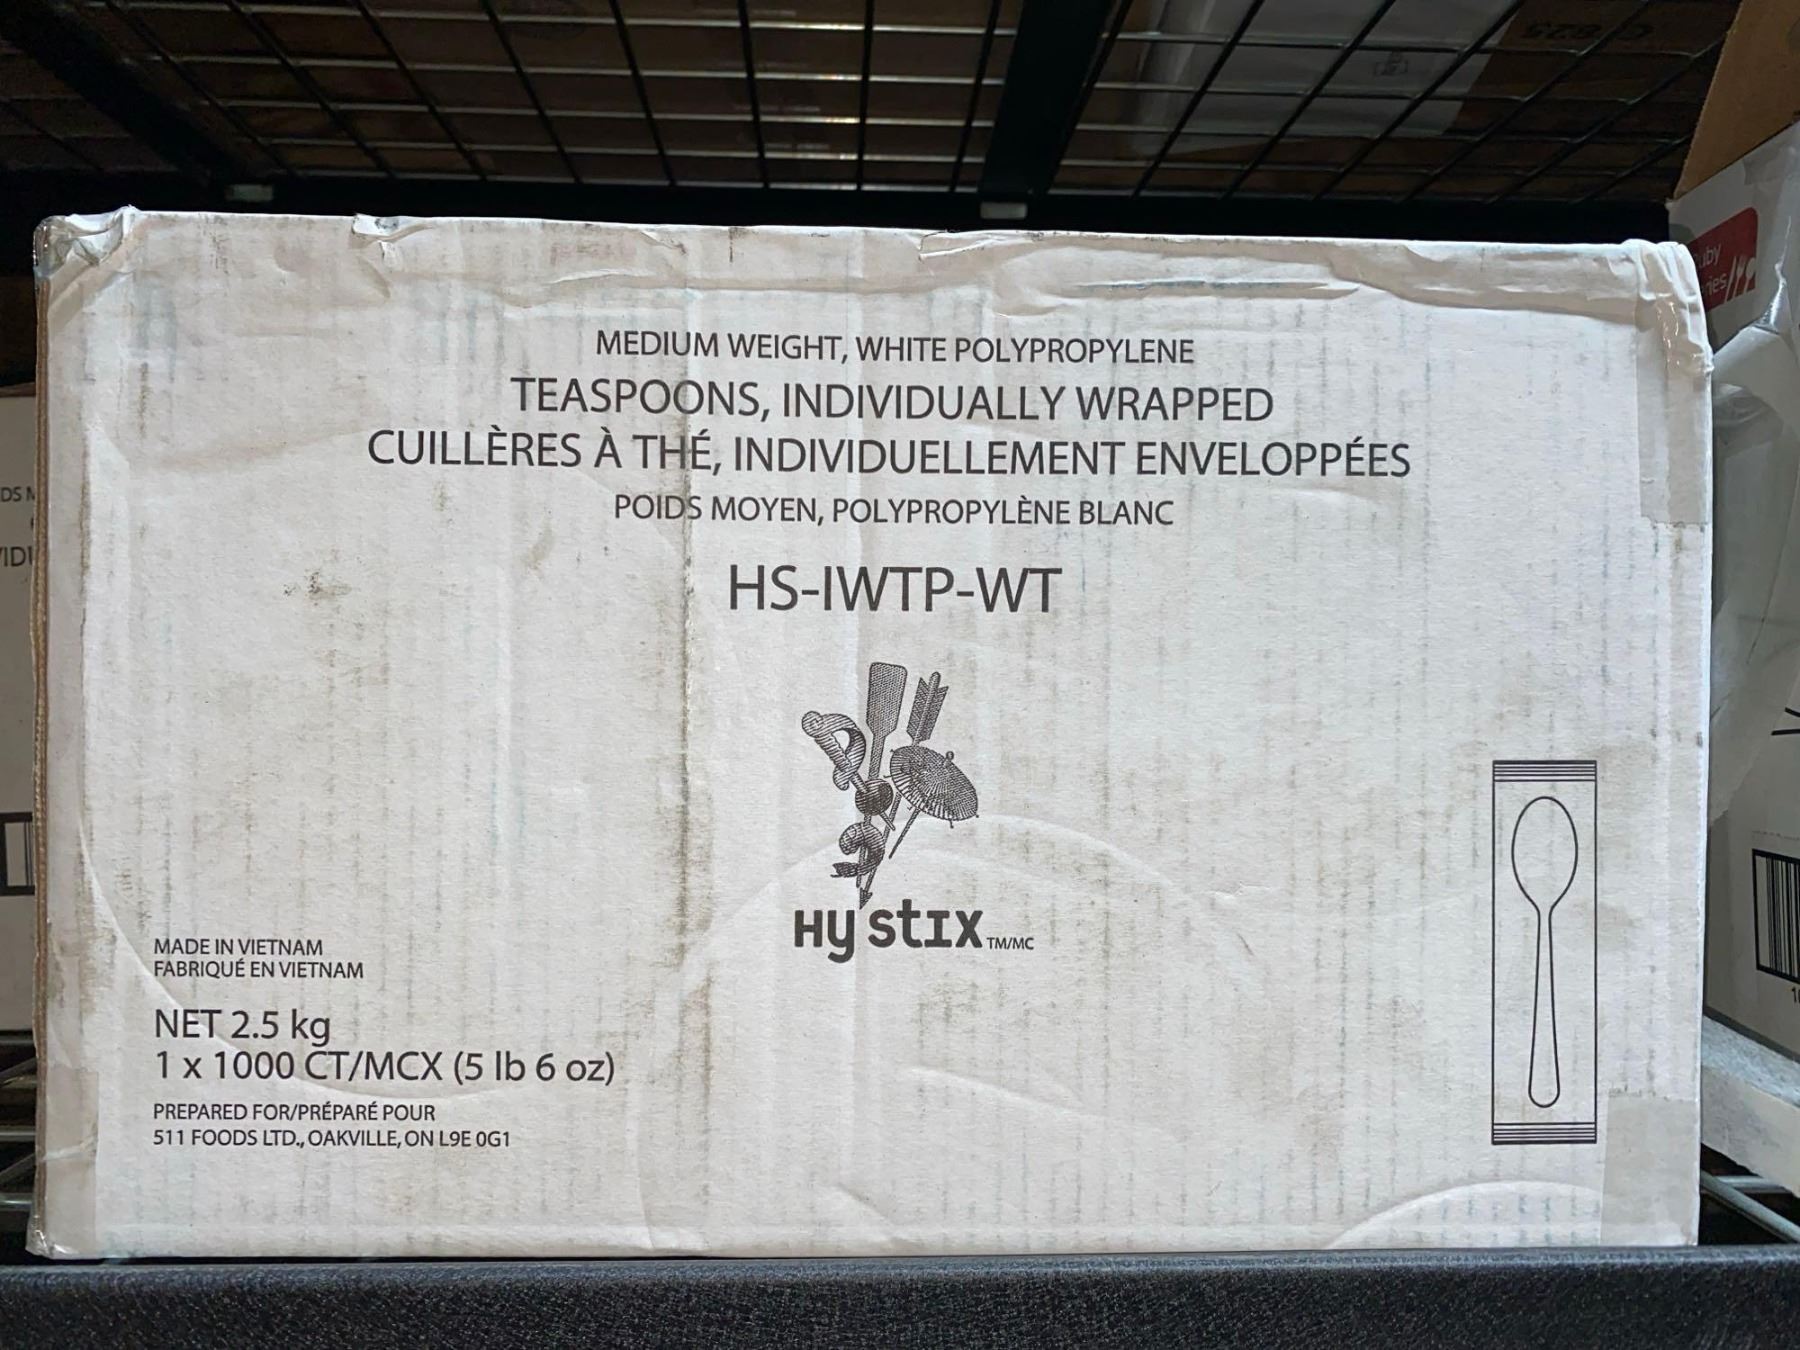 MEDIUM WEIGHT, WHITE POLYPROPYLENE
TEASPOONS, INDIVIDUALLY WRAPPED
CUILLÈRES À THÉ, INDIVIDUELLEMENT ENVELOPPÉES
POIDS MOYEN, POLYPROPYLÈNE BLANC
HS-IWTP-WT
Hy stIX TM/MC
MADE IN VIETNAM
FABRIQUÉ EN VIETNAM
NET 2.5 kg
1 x 1000 CT/MCX (5 lb 6 oz)
PREPARED FOR/PRÉPARÉ POUR
511 FOODS LTD., OAKVILLE, ON L9E 0G1